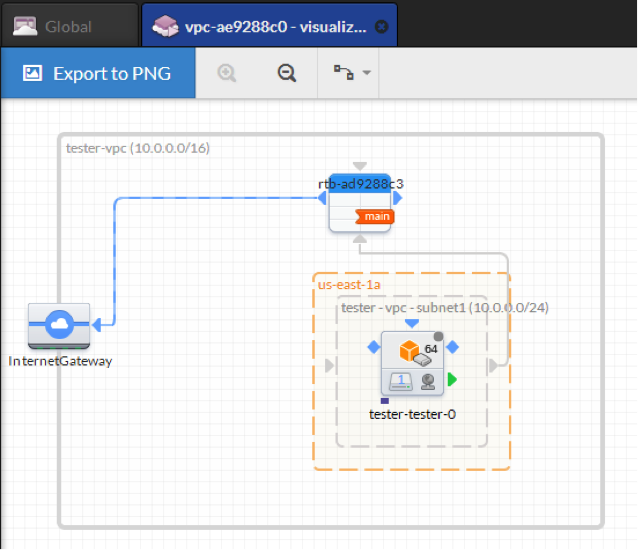 Global
vpc-ae9288c0 - visualiz...
Export to PNG
tester-vpc (10.0.0.0/16)
rtb-ad9288c3
main
us-east-1a
tester - vpc - subnet1 (10.0.0.0/24)
InternetGateway
64
1
tester-tester-0